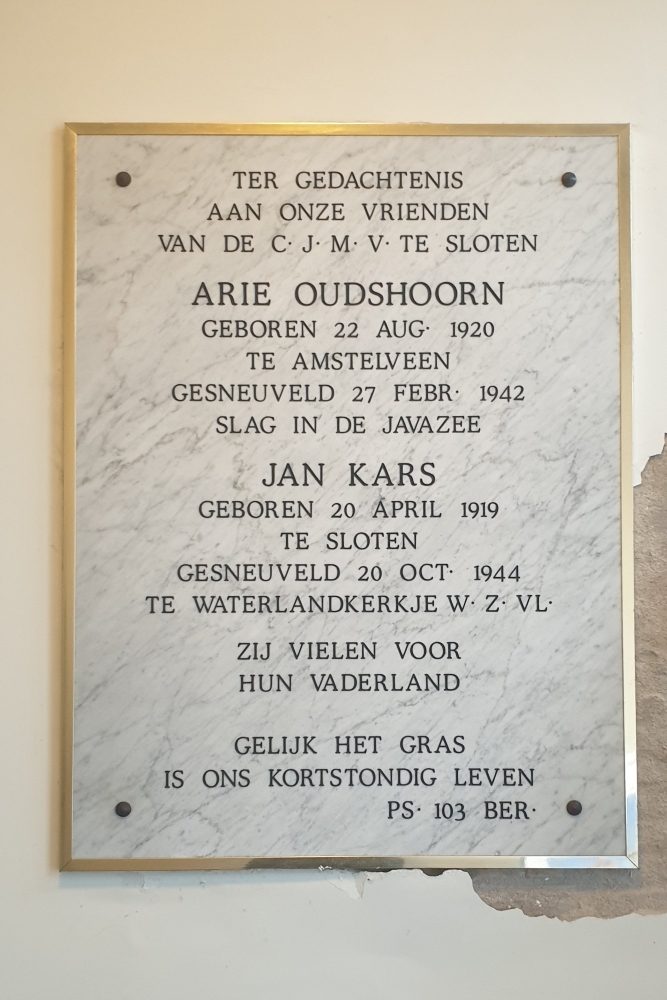 TER GEDACHTENIS
AAN ONZE VRIENDEN
VAN DE C· J· M· V· TE SLOTEN
ARIE OUDSHOORN
GEBOREN 22 AUG· 1920
TE AMSTELVEEN
GESNEUVELD 27 FEBR· 1942
SLAG IN DE JAVAZEE
JAN KARS
GEBOREN 20 APRIL 1919
TE SLOTEN
GESNEUVELD 20 OCT· 1944
TE WATERLANDKERKJE W· Z· VL·
ZIJ VIELEN VOOR
HUN VADERLAND
GELIJK HET GRAS
IS ONS KORTSTONDIG LEVEN
PS· 103 BER·